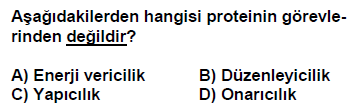 Aşağıdakilerden hangisi proteinin görevle-
rinden değildir?
A) Enerji vericilik B) Düzenleyicilik
C) Yapıcılık D) Onarıcılık